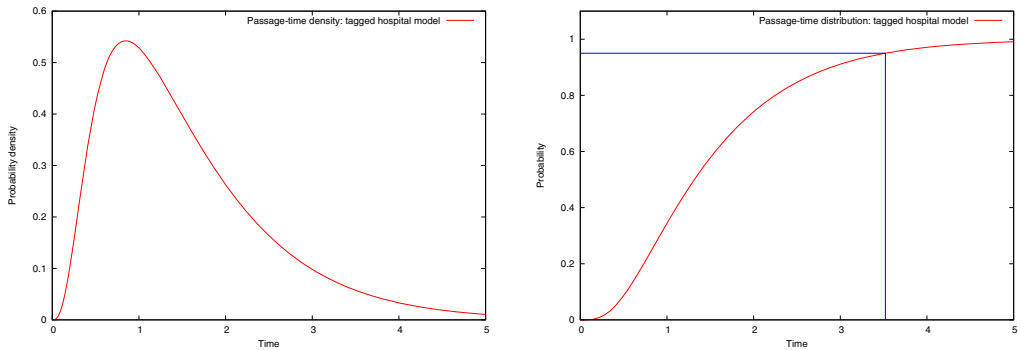 Passage-time density: tagged hospital model
0.6
0.5
0.4
0.3
0.2
0.1
0
Probability density
0 1 2 3 4 5
Time
Passage-time distribution: tagged hospital model
1
0.8
0.6
0.4
0.2
0
Probability
0 1 2 3 4 5
Time